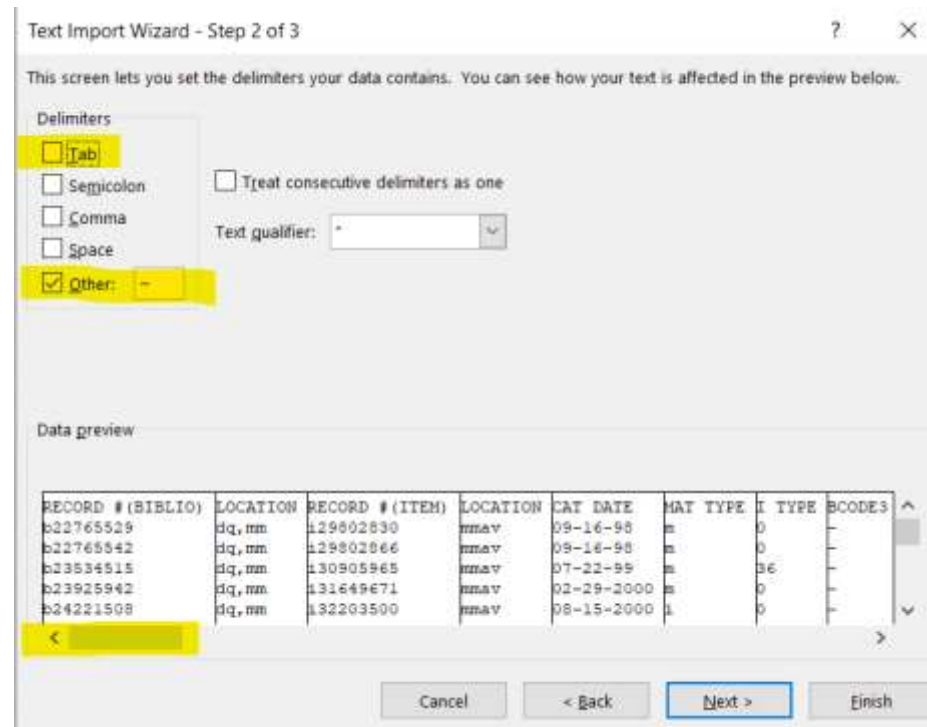 Text Import Wizard - Step 2 of 3
This screen lets you set the delimiters your data contains. You can see how your text is affected in the preview below.
Delimiters
Tab
Semicolon
Comma
Space
Other: ~
Treat consecutive delimiters as one
Text qualifier: "
Data preview
RECORD #(BIBLIO) LOCATION RECORD #(ITEM) LOCATION CAT DATE MAT TYPE I TYPE BCODE3
b22765529 dq,mm i29802830 mmav 09-16-98 m 0 -
b22765542 dq,mm i29802866 mmav 09-16-98 m 0 -
b23534515 dq,mm i30905965 mmav 07-22-99 m 36 -
b23925942 dq,mm i31649671 mmav 02-29-2000 m 0 -
b24221508 dq,mm i32203500 mmav 08-15-2000 i 0 -
Cancel
< Back
Next >
Finish